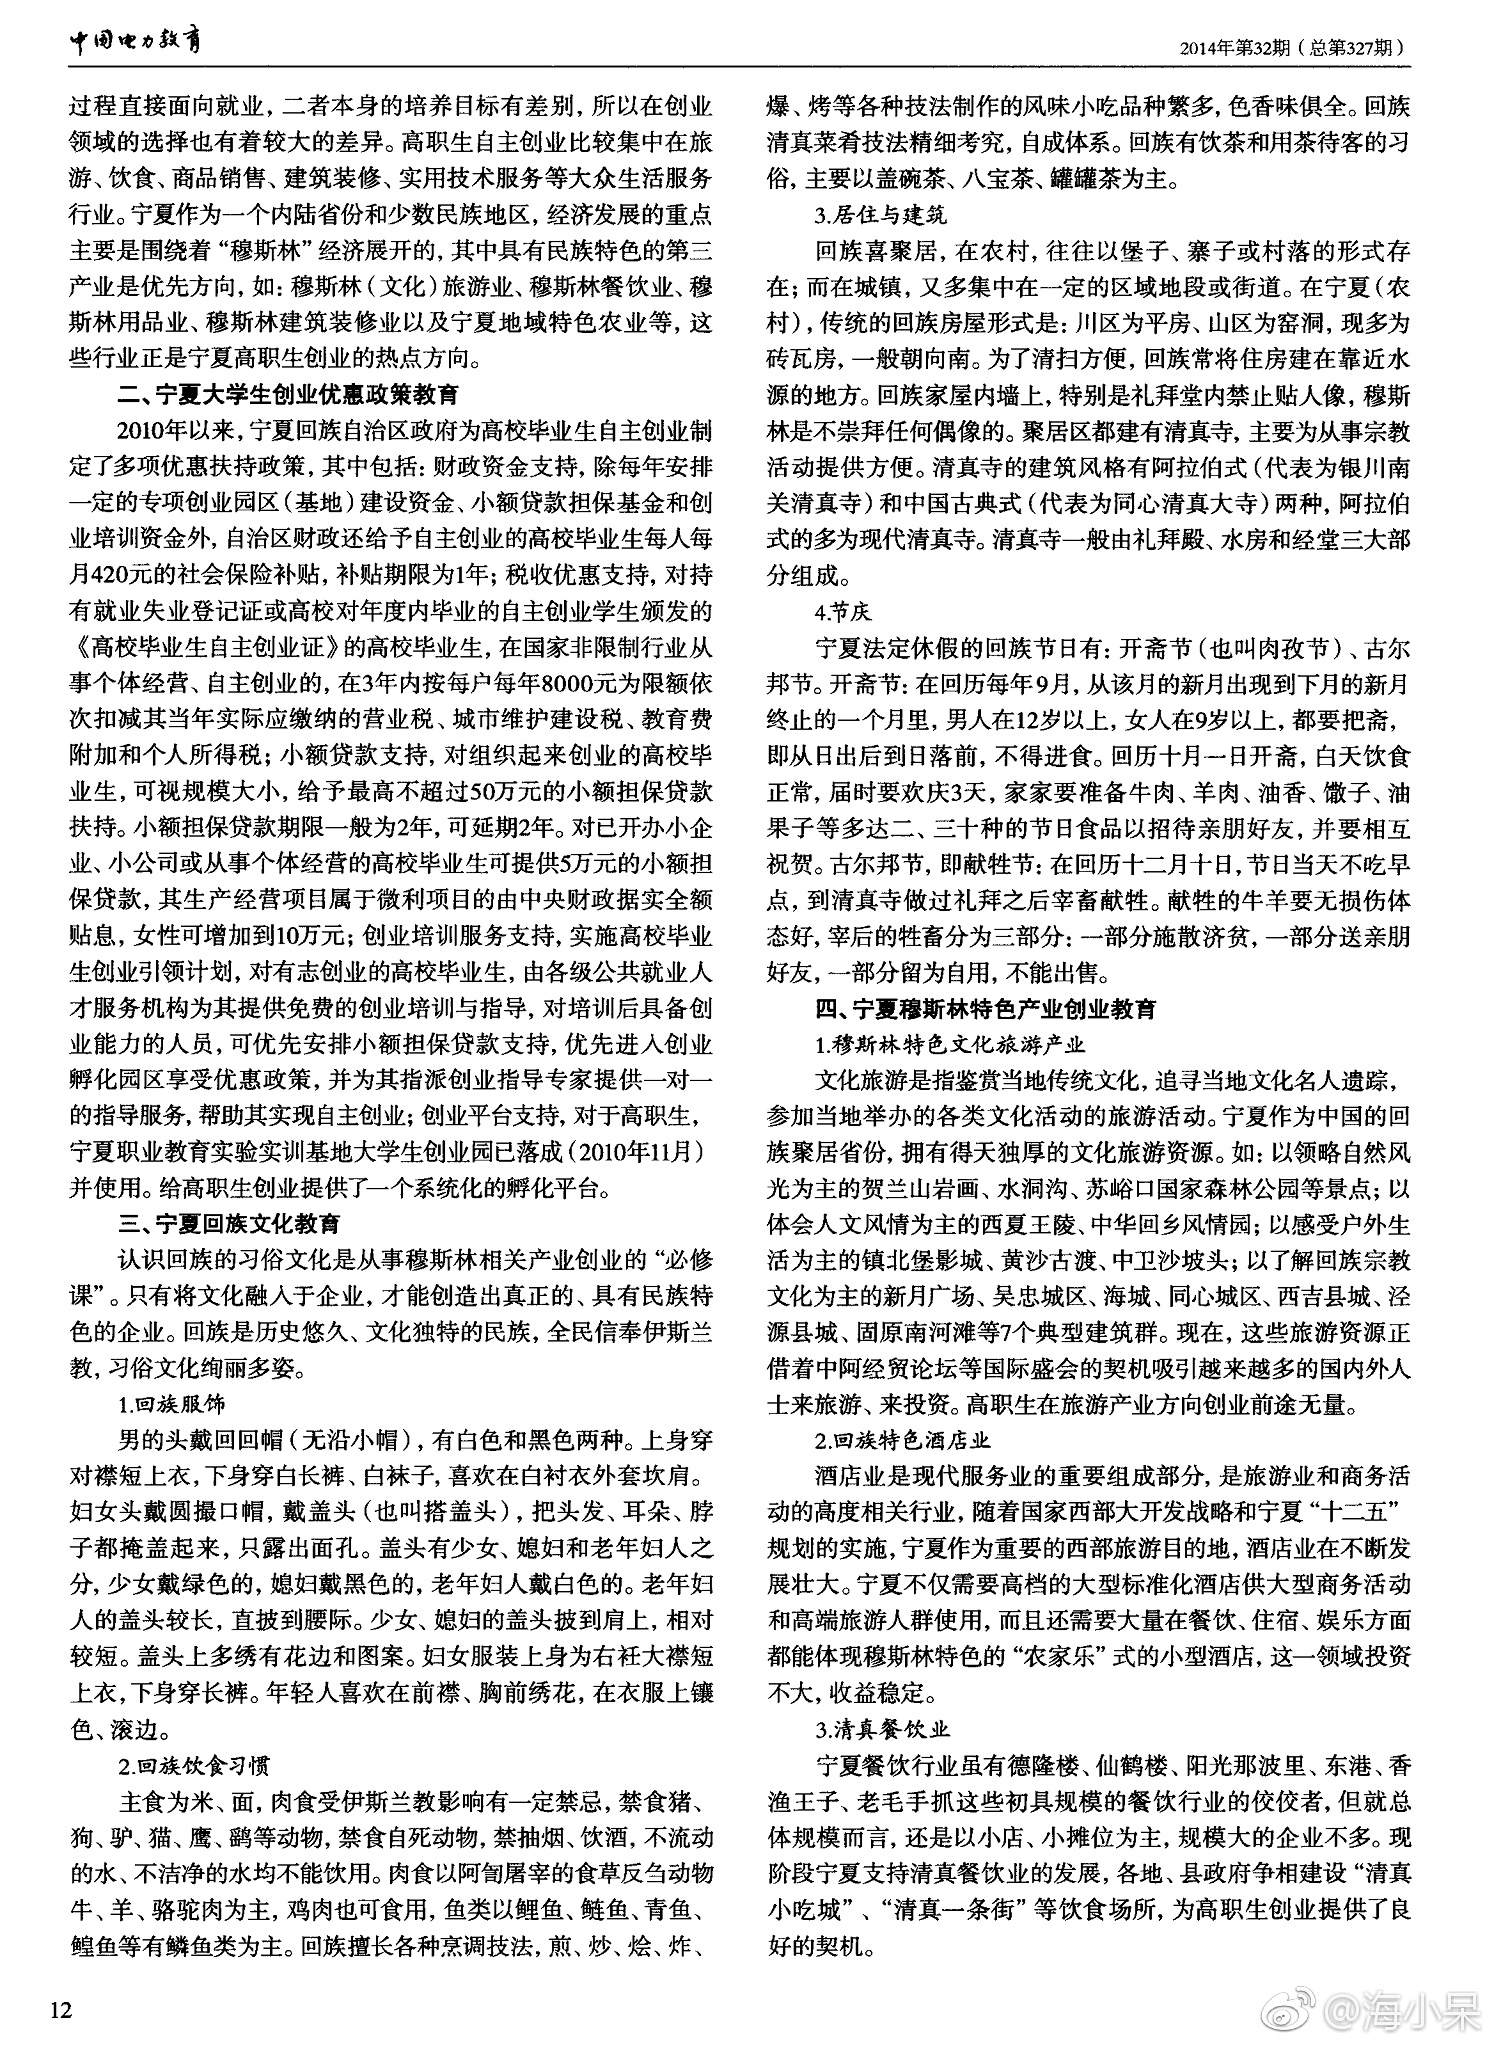 中国电力教育
2014年第32期（总第327期）
过程直接面向就业，二者本身的培养目标有差别，所以在创业
领域的选择也有着较大的差异。高职生自主创业比较集中在旅
游、饮食、商品销售、建筑装修、实用技术服务等大众生活服务
行业。宁夏作为一个内陆省份和少数民族地区，经济发展的重点
主要是围绕着“穆斯林”经济展开的，其中具有民族特色的第三
产业是优先方向，如：穆斯林（文化）旅游业、穆斯林餐饮业、穆
斯林用品业、穆斯林建筑装修业以及宁夏地域特色农业等，这
些行业正是宁夏高职生创业的热点方向。
二、宁夏大学生创业优惠政策教育
2010年以来，宁夏回族自治区政府为高校毕业生自主创业制
定了多项优惠扶持政策，其中包括：财政资金支持，除每年安排
一定的专项创业园区（基地）建设资金、小额贷款担保基金和创
业培训资金外，自治区财政还给予自主创业的高校毕业生每人每
月420元的社会保险补贴，补贴期限为1年；税收优惠支持，对持
有就业失业登记证或高校对年度内毕业的自主创业学生颁发的
《高校毕业生自主创业证》的高校毕业生，在国家非限制行业从
事个体经营、自主创业的，在3年内按每户每年8000元为限额依
次扣减其当年实际应缴纳的营业税、城市维护建设税、教育费
附加和个人所得税；小额贷款支持，对组织起来创业的高校毕
业生，可视规模大小，给予最高不超过50万元的小额担保贷款
扶持。小额担保贷款期限一般为2年，可延期2年。对已开办小企
业、小公司或从事个体经营的高校毕业生可提供5万元的小额担
保贷款，其生产经营项目属于微利项目的由中央财政据实全额
贴息，女性可增加到10万元；创业培训服务支持，实施高校毕业
生创业引领计划，对有志创业的高校毕业生，由各级公共就业人
才服务机构为其提供免费的创业培训与指导，对培训后具备创
业能力的人员，可优先安排小额担保贷款支持，优先进入创业
孵化园区享受优惠政策，并为其指派创业指导专家提供一对一
的指导服务，帮助其实现自主创业；创业平台支持，对于高职生，
宁夏职业教育实验实训基地大学生创业园已落成（2010年11月）
并使用。给高职生创业提供了一个系统化的孵化平台。
三、宁夏回族文化教育
认识回族的习俗文化是从事穆斯林相关产业创业的“必修
课”。只有将文化融入于企业，才能创造出真正的、具有民族特
色的企业。回族是历史悠久、文化独特的民族，全民信奉伊斯兰
教，习俗文化绚丽多姿。
1.回族服饰
男的头戴回回帽（无沿小帽），有白色和黑色两种。上身穿
对襟短上衣，下身穿白长裤、白袜子，喜欢在白衬衣外套坎肩。
妇女头戴圆撮口帽，戴盖头（也叫搭盖头），把头发、耳朵、脖
子都掩盖起来，只露出面孔。盖头有少女、媳妇和老年妇人之
分，少女戴绿色的，媳妇戴黑色的，老年妇人戴白色的。老年妇
人的盖头较长，直披到腰际。少女、媳妇的盖头披到肩上，相对
较短。盖头上多绣有花边和图案。妇女服装上身为右衽大襟短
上衣，下身穿长裤。年轻人喜欢在前襟、胸前绣花，在衣服上镶
色、滚边。
2.回族饮食习惯
主食为米、面，肉食受伊斯兰教影响有一定禁忌，禁食猪、
狗、驴、猫、鹰、鹞等动物，禁食自死动物，禁抽烟、饮酒，不流动
的水、不洁净的水均不能饮用。肉食以阿訇屠宰的食草反刍动物
牛、羊、骆驼肉为主，鸡肉也可食用，鱼类以鲤鱼、鲢鱼、青鱼、
鳇鱼等有鳞鱼类为主。回族擅长各种烹调技法，煎、炒、烩、炸、
爆、烤等各种技法制作的风味小吃品种繁多，色香味俱全。回族
清真菜肴技法精细考究，自成体系。回族有饮茶和用茶待客的习
俗，主要以盖碗茶、八宝茶、罐罐茶为主。
3.居住与建筑
回族喜聚居，在农村，往往以堡子、寨子或村落的形式存
在；而在城镇，又多集中在一定的区域地段或街道。在宁夏（农
村），传统的回族房屋形式是：川区为平房、山区为窑洞，现多为
砖瓦房，一般朝向南。为了清扫方便，回族常将住房建在靠近水
源的地方。回族家屋内墙上，特别是礼拜堂内禁止贴人像，穆斯
林是不崇拜任何偶像的。聚居区都建有清真寺，主要为从事宗教
活动提供方便。清真寺的建筑风格有阿拉伯式（代表为银川南
关清真寺）和中国古典式（代表为同心清真大寺）两种，阿拉伯
式的多为现代清真寺。清真寺一般由礼拜殿、水房和经堂三大部
分组成。
4.节庆
宁夏法定休假的回族节日有：开斋节（也叫肉孜节）、古尔
邦节。开斋节：在回历每年9月，从该月的新月出现到下月的新月
终止的一个月里，男人在12岁以上，女人在9岁以上，都要把斋，
即从日出后到日落前，不得进食。回历十月一日开斋，白天饮食
正常，届时要欢庆3天，家家要准备牛肉、羊肉、油香、馓子、油
果子等多达二、三十种的节日食品以招待亲朋好友，并要相互
祝贺。古尔邦节，即献牲节：在回历十二月十日，节日当天不吃早
点，到清真寺做过礼拜之后宰畜献牲。献牲的牛羊要无损伤体
态好，宰后的牲畜分为三部分：一部分施散济贫，一部分送亲朋
好友，一部分留为自用，不能出售。
四、宁夏穆斯林特色产业创业教育
1.穆斯林特色文化旅游产业
文化旅游是指鉴赏当地传统文化，追寻当地文化名人遗踪，
参加当地举办的各类文化活动的旅游活动。宁夏作为中国的回
族聚居省份，拥有得天独厚的文化旅游资源。如：以领略自然风
光为主的贺兰山岩画、水洞沟、苏峪口国家森林公园等景点；以
体会人文风情为主的西夏王陵、中华回乡风情园；以感受户外生
活为主的镇北堡影城、黄沙古渡、中卫沙坡头；以了解回族宗教
文化为主的新月广场、吴忠城区、海城、同心城区、西吉县城、泾
源县城、固原南河滩等7个典型建筑群。现在，这些旅游资源正
借着中阿经贸论坛等国际盛会的契机吸引越来越多的国内外人
士来旅游、来投资。高职生在旅游产业方向创业前途无量。
2.回族特色酒店业
酒店业是现代服务业的重要组成部分，是旅游业和商务活
动的高度相关行业，随着国家西部大开发战略和宁夏“十二五”
规划的实施，宁夏作为重要的西部旅游目的地，酒店业在不断发
展壮大。宁夏不仅需要高档的大型标准化酒店供大型商务活动
和高端旅游人群使用，而且还需要大量在餐饮、住宿、娱乐方面
都能体现穆斯林特色的“农家乐”式的小型酒店，这一领域投资
不大，收益稳定。
3.清真餐饮业
宁夏餐饮行业虽有德隆楼、仙鹤楼、阳光那波里、东港、香
渔王子、老毛手抓这些初具规模的餐饮行业的佼佼者，但就总
体规模而言，还是以小店、小摊位为主，规模大的企业不多。现
阶段宁夏支持清真餐饮业的发展，各地、县政府争相建设“清真
小吃城”、“清真一条街”等饮食场所，为高职生创业提供了良
好的契机。
12
@海小呆